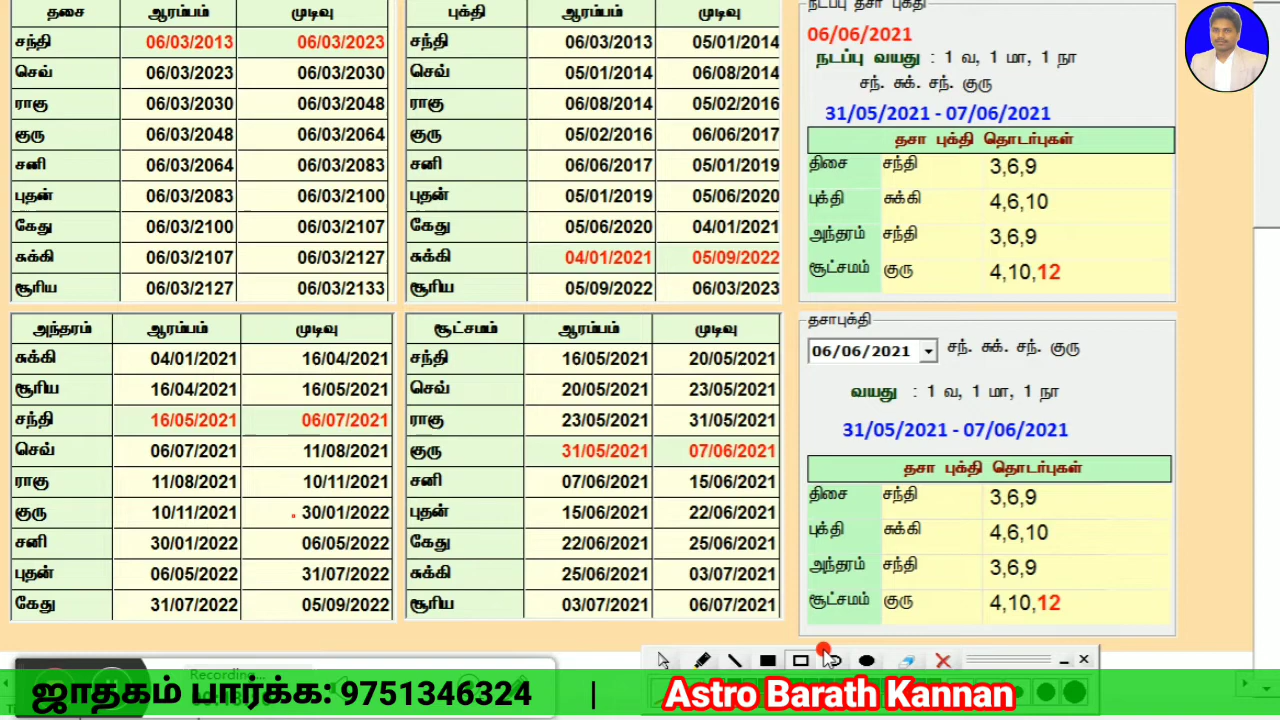 தசை ஆரம்பம் முடிவு
சந்தி 06/03/2013 06/03/2023
செவ் 06/03/2023 06/03/2030
ராகு 06/03/2030 06/03/2048
குரு 06/03/2048 06/03/2064
சனி 06/03/2064 06/03/2083
புதன் 06/03/2083 06/03/2100
கேது 06/03/2100 06/03/2107
சுக்கி 06/03/2107 06/03/2127
சூரிய 06/03/2127 06/03/2133
புக்தி ஆரம்பம் முடிவு
சந்தி 06/03/2013 05/01/2014
செவ் 05/01/2014 06/08/2014
ராகு 06/08/2014 05/02/2016
குரு 05/02/2016 06/06/2017
சனி 06/06/2017 05/01/2019
புதன் 05/01/2019 05/06/2020
கேது 05/06/2020 04/01/2021
சுக்கி 04/01/2021 05/09/2022
சூரிய 05/09/2022 06/03/2023
நடப்பு தசா புக்தி
06/06/2021
நடப்பு வயது : 1 வ, 1 மா, 1 நா
சந். சுக். சந். குரு
31/05/2021 - 07/06/2021
தசா புக்தி தொடர்புகள்
திசை சந்தி 3,6,9
புக்தி சுக்கி 4,6,10
அந்தரம் சந்தி 3,6,9
சூட்சமம் குரு 4,10,12
அந்தரம் ஆரம்பம் முடிவு
சுக்கி 04/01/2021 16/04/2021
சூரிய 16/04/2021 16/05/2021
சந்தி 16/05/2021 06/07/2021
செவ் 06/07/2021 11/08/2021
ராகு 11/08/2021 10/11/2021
குரு 10/11/2021 30/01/2022
சனி 30/01/2022 06/05/2022
புதன் 06/05/2022 31/07/2022
கேது 31/07/2022 05/09/2022
சூட்சமம் ஆரம்பம் முடிவு
சந்தி 16/05/2021 20/05/2021
செவ் 20/05/2021 23/05/2021
ராகு 23/05/2021 31/05/2021
குரு 31/05/2021 07/06/2021
சனி 07/06/2021 15/06/2021
புதன் 15/06/2021 22/06/2021
கேது 22/06/2021 25/06/2021
சுக்கி 25/06/2021 03/07/2021
சூரிய 03/07/2021 06/07/2021
தசாபுக்தி
06/06/2021 சந். சுக். சந். குரு
வயது : 1 வ, 1 மா, 1 நா
31/05/2021 - 07/06/2021
தசா புக்தி தொடர்புகள்
திசை சந்தி 3,6,9
புக்தி சுக்கி 4,6,10
அந்தரம் சந்தி 3,6,9
சூட்சமம் குரு 4,10,12
Recording...
ஜாதகம் பார்க்க: 9751346324 | Astro Barath Kannan